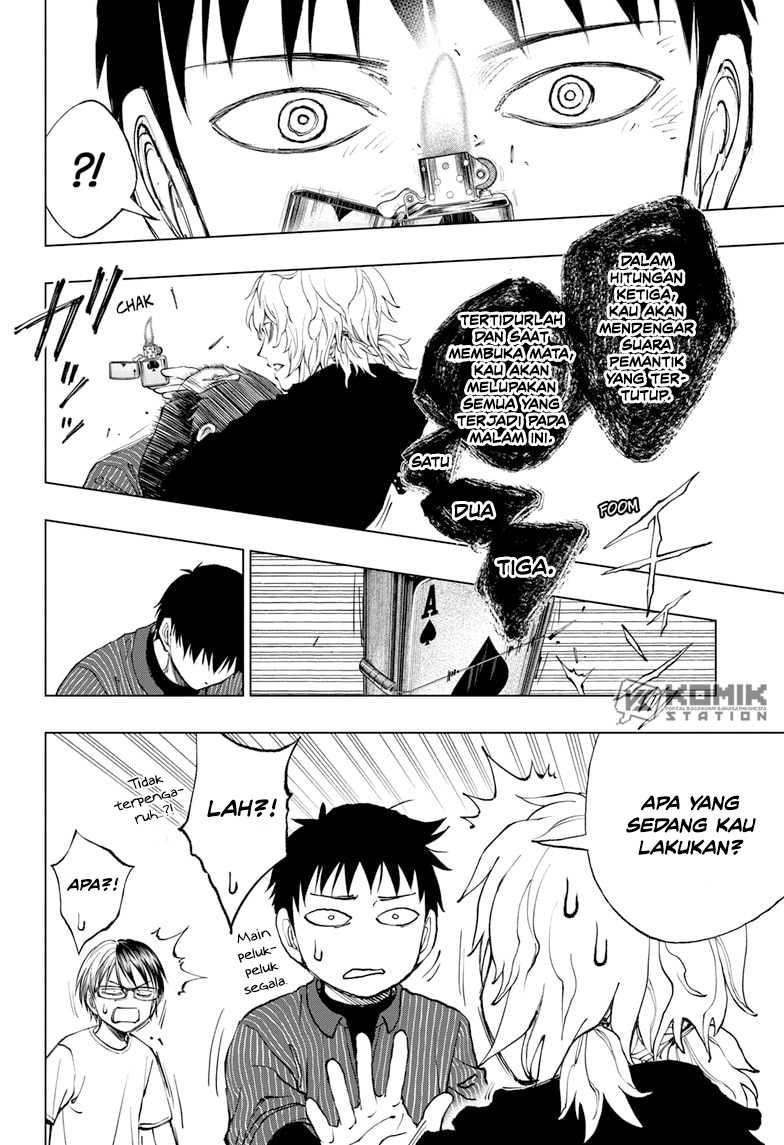 ?!
DALAM
HITUNGAN
KETIGA,
KAU AKAN
MENDENGAR
SUARA
PEMANTIK
YANG TER-
TUTUP.
CHAK
ガッ
TERTIDURLAH
DAN SAAT
MEMBUKA MATA,
KAU AKAN
MELUPAKAN
SEMUA YANG
TERJADI PADA
MALAM INI.
SATU
DUA
TIGA.
FOOM
A
KOMIK
STATION
APA YANG
SEDANG KAU
LAKUKAN?
LAH?!
Tidak
terpenga-
ruh..?!
APA?!
Main
peluk-
peluk
segala.